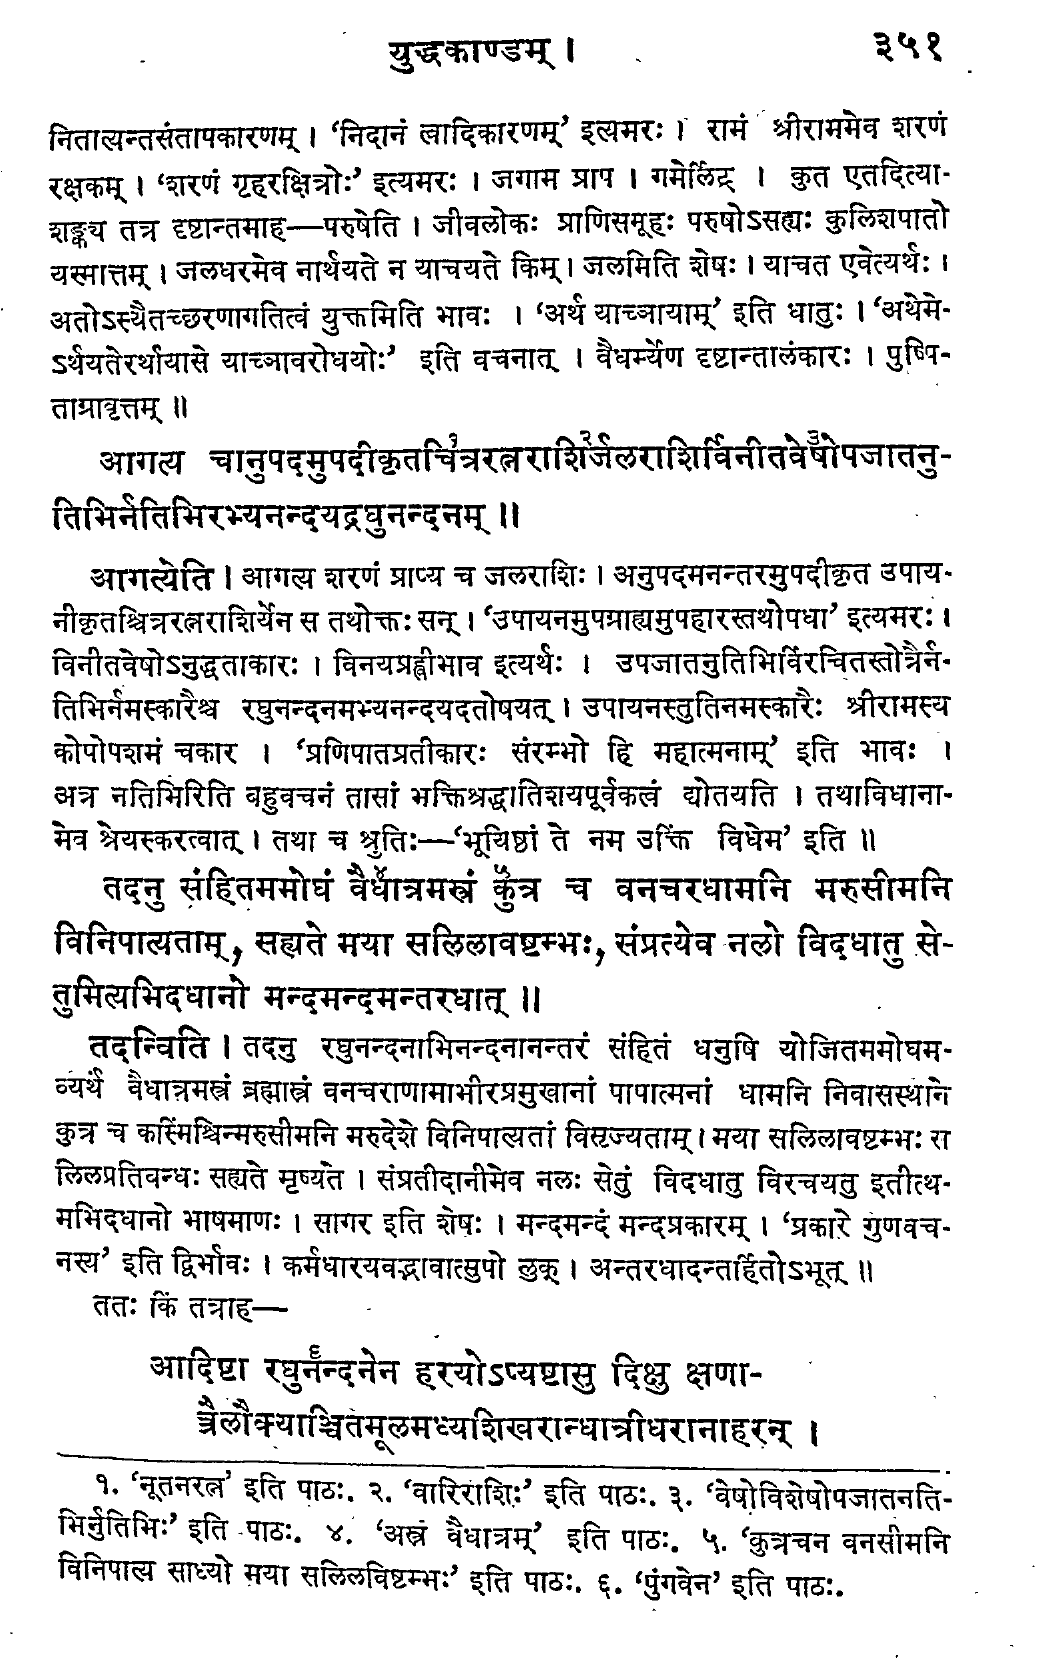 युद्धकाण्डम् । ३५१
नितात्यन्तसंतापकारणम् । ‘निदानं त्वादिकारणम्’ इत्यमरः । रामं श्रीराममेव शरणं
रक्षकम् । ‘शरणं गृहरक्षित्रोः’ इत्यमरः । जगाम प्राप । गमेर्लिट् । कुत एतदित्या-
शङ्क्य तत्र दृष्टान्तमाह—परुषेति । जीवलोकः प्राणिसमूहः परुषोऽसह्यः कुलिशपातो
यस्मात्तम् । जलधरमेव नार्थयते न याचयते किम् । जलमिति शेषः । याचत एवेत्यर्थः ।
अतोऽस्यैतच्छरणागतित्वं युक्तमिति भावः । ‘अर्थ याच्ञायाम्’ इति धातुः । ‘अथेमे-
ऽर्थयतेरर्थायासे याच्ञावरोधयोः’ इति वचनात् । वैधर्म्येण दृष्टान्तालंकारः । पुष्पि-
ताग्रावृत्तम् ॥
आगत्य चानुपदमुपदीकृतचि१त्ररत्नराशिर्ज२लराशिर्विनीतवेषो३पजातनु-
तिभिर्नतिभिरभ्यनन्दयद्रघुनन्दनम् ॥
आगत्येति । आगत्य शरणं प्राप्य च जलराशिः । अनुपदमनन्तरमुपदीकृत उपाय-
नीकृतश्चित्ररत्नराशिर्येन स तथोक्तः सन् । ‘उपायनमुपग्राह्यमुपहारस्तथोपधा’ इत्यमरः ।
विनीतवेषोऽनुद्धताकारः । विनयप्रह्वीभाव इत्यर्थः । उपजातनुतिभिर्विरचितस्तोत्रैर्न-
तिभिर्नमस्कारैश्च रघुनन्दनमभ्यनन्दयदतोषयत् । उपायनस्तुतिनमस्कारैः श्रीरामस्य
कोपोपशमं चकार । ‘प्रणिपातप्रतीकारः संरम्भो हि महात्मनाम्’ इति भावः ।
अत्र नतिभिरिति बहुवचनं तासां भक्तिश्रद्धातिशयपूर्वकत्वं द्योतयति । तथाविधाना-
मेव श्रेयस्करत्वात् । तथा च श्रुतिः—‘भूयिष्ठां ते नम उक्तिं विधेम’ इति ॥
तदनु संहितममोघं वैधा४त्रमस्त्रं कु५त्र च वनचरधामनि मरुसीमनि
विनिपात्यताम्, सह्यते मया सलिलावष्टम्भः, संप्रत्येव नलो विदधातु से-
तुमित्यभिदधानो मन्दमन्दमन्तरधात् ॥
तदन्विति । तदनु रघुनन्दनाभिनन्दनानन्तरं संहितं धनुषि योजितममोघम-
व्यर्थं वैधात्रमस्त्रं ब्रह्मास्त्रं वनचराणामाभीरप्रमुखानां पापात्मनां धामनि निवासस्थाने
कुत्र च कस्मिंश्चिन्मरुसीमनि मरुदेशे विनिपात्यतां विसृज्यताम् । मया सलिलावष्टम्भः स
लिलप्रतिबन्धः सह्यते मृष्यते । संप्रतीदानीमेव नलः सेतुं विदधातु विरचयतु इतीत्थ-
मभिदधानो भाषमाणः । सागर इति शेषः । मन्दमन्दं मन्दप्रकारम् । ‘प्रकारे गुणवच-
नस्य’ इति द्विर्भावः । कर्मधारयवद्भावात्सुपो लुक् । अन्तरधादन्तर्हितोऽभूत् ॥
ततः किं तत्राह—
आदिष्टा रघुन६न्दनेन हरयोऽप्यष्टासु दिक्षु क्षणा-
त्त्रैलौक्याश्चितमूलमध्यशिखरान्धात्रीधरानाहरन् ।
१. ‘नूतनरत्न’ इति पाठः. २. ‘वारिराशिः’ इति पाठः. ३. ‘वेषोविशेषोपजातनति-
भिर्नुतिभिः’ इति पाठः. ४. ‘अस्त्रं वैधात्रम्’ इति पाठः. ५. ‘कुत्रचन वनसीमनि
विनिपात्य साध्यो मया सलिलविष्टम्भः’ इति पाठः. ६. ‘पुंगवेन’ इति पाठः.